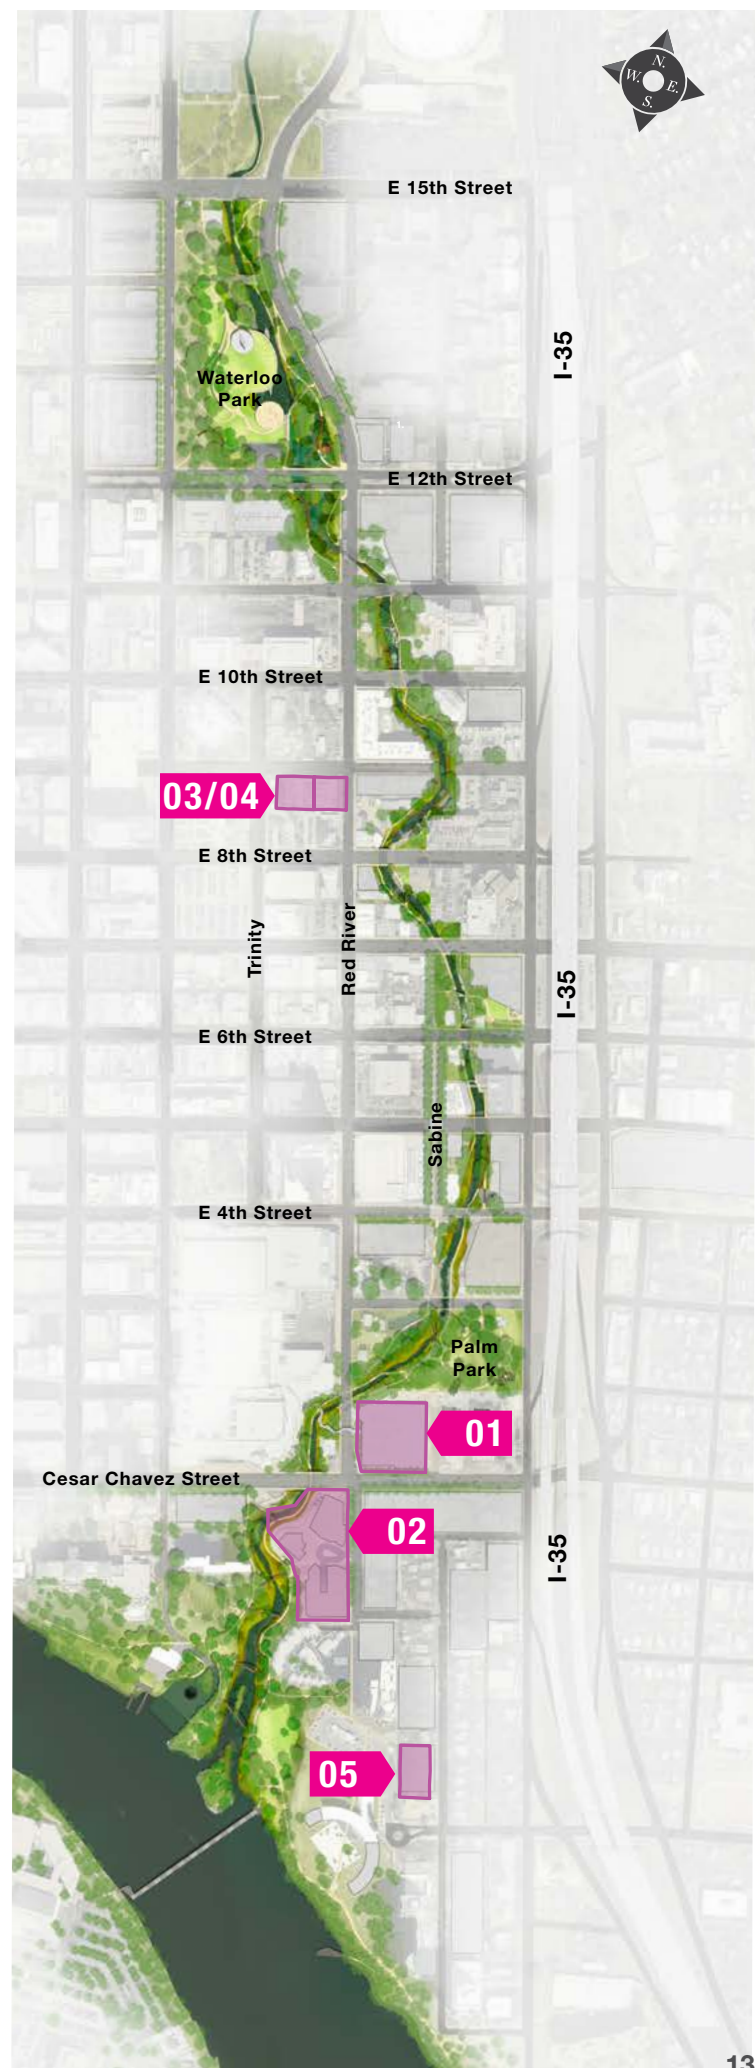 N.
W.
E.
S.
E 15th Street
I-35
Waterloo
Park
E 12th Street
E 10th Street
03/04
E 8th Street
Trinity
Red River
I-35
E 6th Street
Sabine
E 4th Street
Palm
Park
01
Cesar Chavez Street
02
I-35
05
13